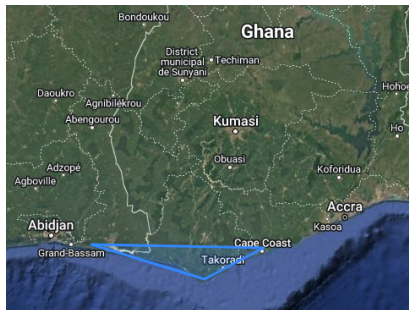 Bondoukou
Ghana
District
municipal
de Sunyani
Techiman
Hohoe
Daoukro
Agnibilékrou
Abengourou
Kumasi
Ho
Obuasi
Adzopé
Koforidua
Agboville
Accra
Abidjan
Kasoa
Cape Coast
Grand-Bassam
Takoradi